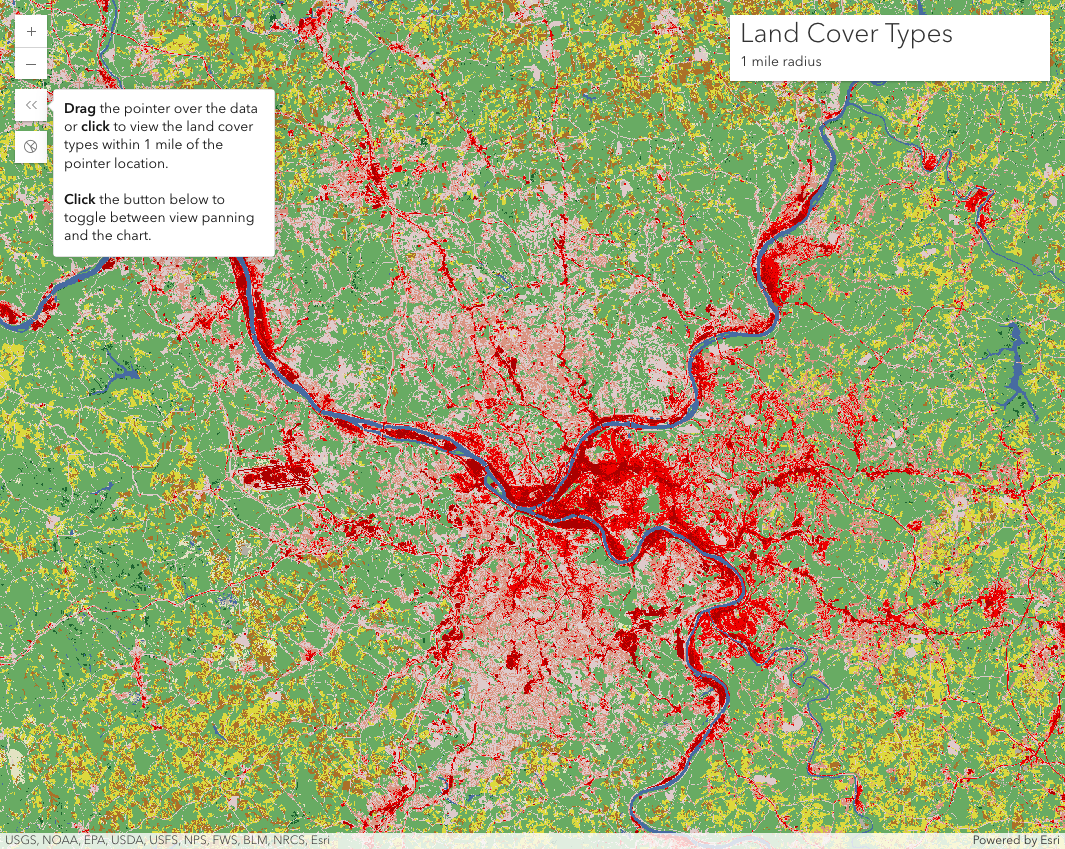 Land Cover Types
1 mile radius
Drag the pointer over the data
or click to view the land cover
types within 1 mile of the
pointer location.
Click the button below to
toggle between view panning
and the chart.
USGS, NOAA, EPA, USDA, USFS, NPS, FWS, BLM, NRCS, Esri
Powered by Esri